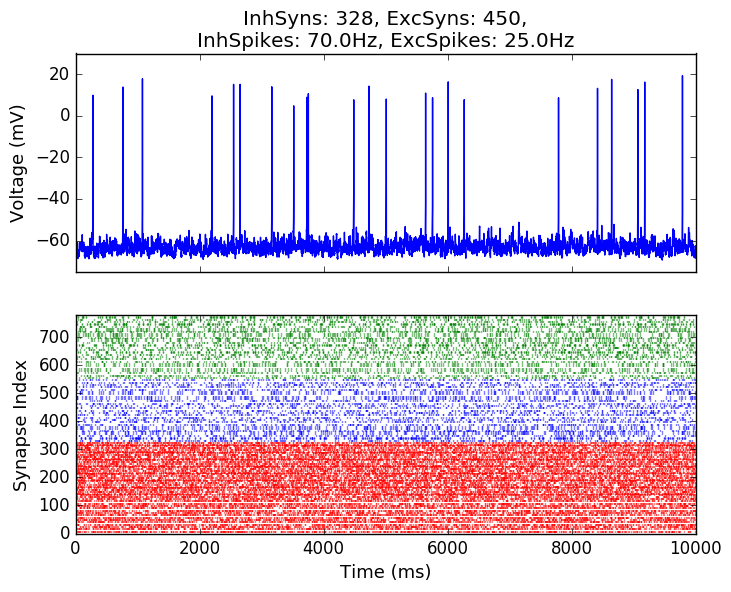 InhSyns: 328, ExcSyns: 450,
InhSpikes: 70.0Hz, ExcSpikes: 25.0Hz
20
0
−20
−40
−60
Voltage (mV)
700
600
500
400
300
200
100
0
Synapse Index
0 2000 4000 6000 8000 10000
Time (ms)